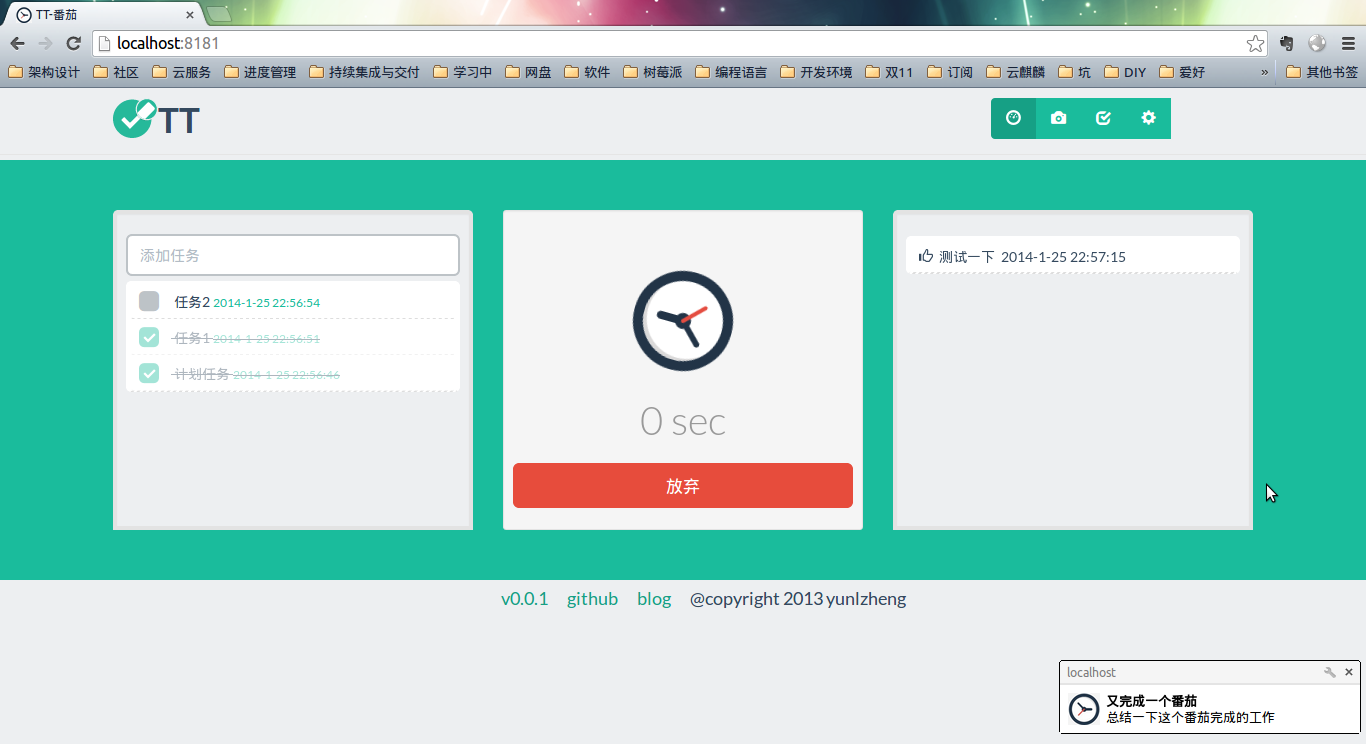 TT-番茄
localhost:8181
架构设计 社区 云服务 进度管理 持续集成与交付 学习中 网盘 软件 树莓派 编程语言 开发环境 双11 订阅 云麒麟 坑 DIY 爱好 » 其他书签
TT
添加任务
任务2 2014-1-25 22:56:54
任务1 2014-1-25 22:56:51
计划任务 2014-1-25 22:56:46
0 sec
放弃
测试一下 2014-1-25 22:57:15
v0.0.1 github blog @copyright 2013 yunlzheng
localhost
又完成一个番茄
总结一下这个番茄完成的工作